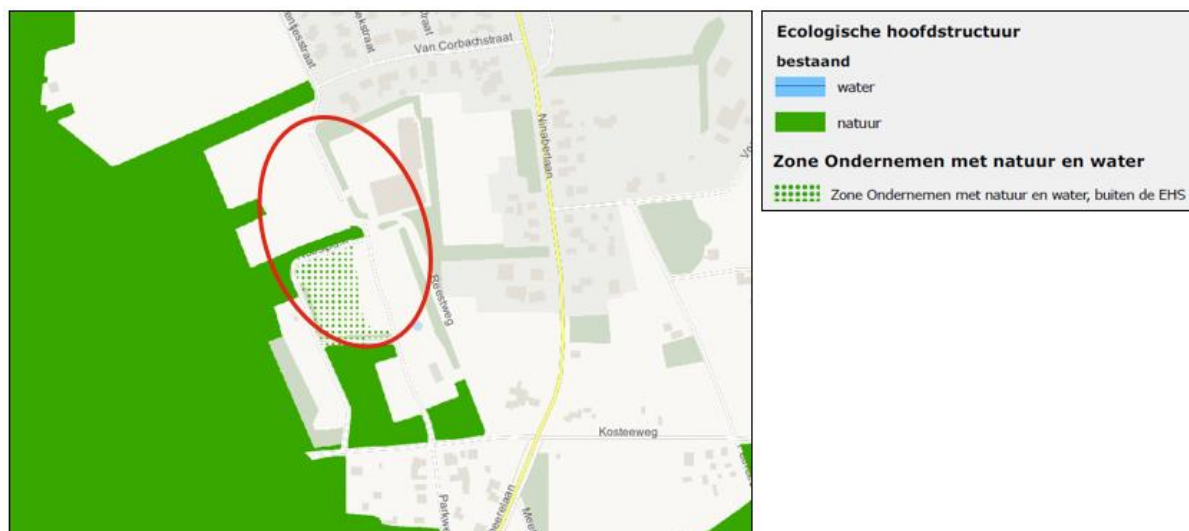 Van Corbachstraat
Ninaberlaan
Reestweg
Kosteeweg
Ecologische hoofdstructuur
bestaand
water
natuur
Zone Ondernemen met natuur en water
Zone Ondernemen met natuur en water, buiten de EHS